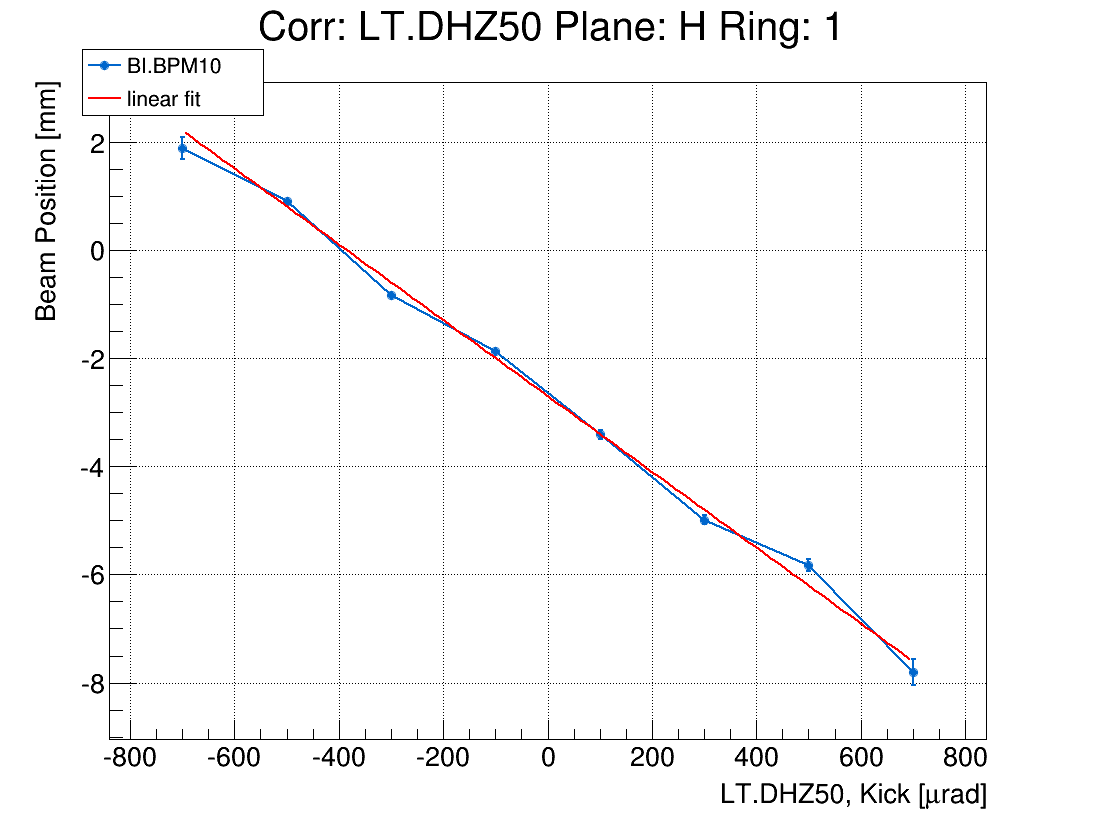 Corr: LT.DHZ50 Plane: H Ring: 1
BI.BPM10
linear fit
Beam Position [mm]
2
0
-2
-4
-6
-8
-800 -600 -400 -200 0 200 400 600 800
LT.DHZ50, Kick [μrad]